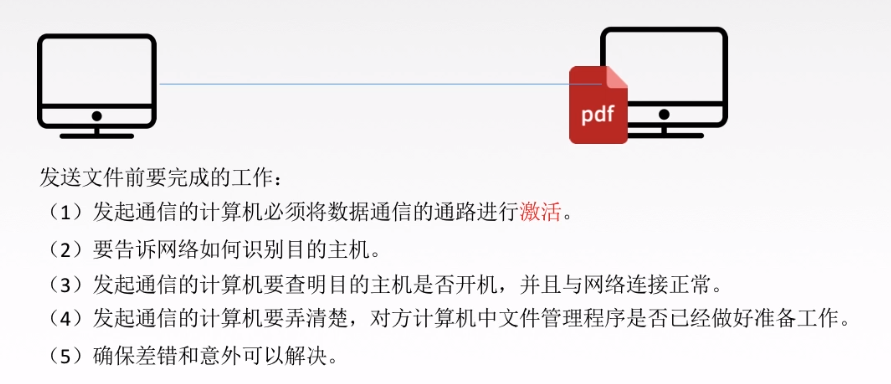 pdf
发送文件前要完成的工作：
（1）发起通信的计算机必须将数据通信的通路进行激活。
（2）要告诉网络如何识别目的主机。
（3）发起通信的计算机要查明目的主机是否开机，并且与网络连接正常。
（4）发起通信的计算机要弄清楚，对方计算机中文件管理程序是否已经做好准备工作。
（5）确保差错和意外可以解决。